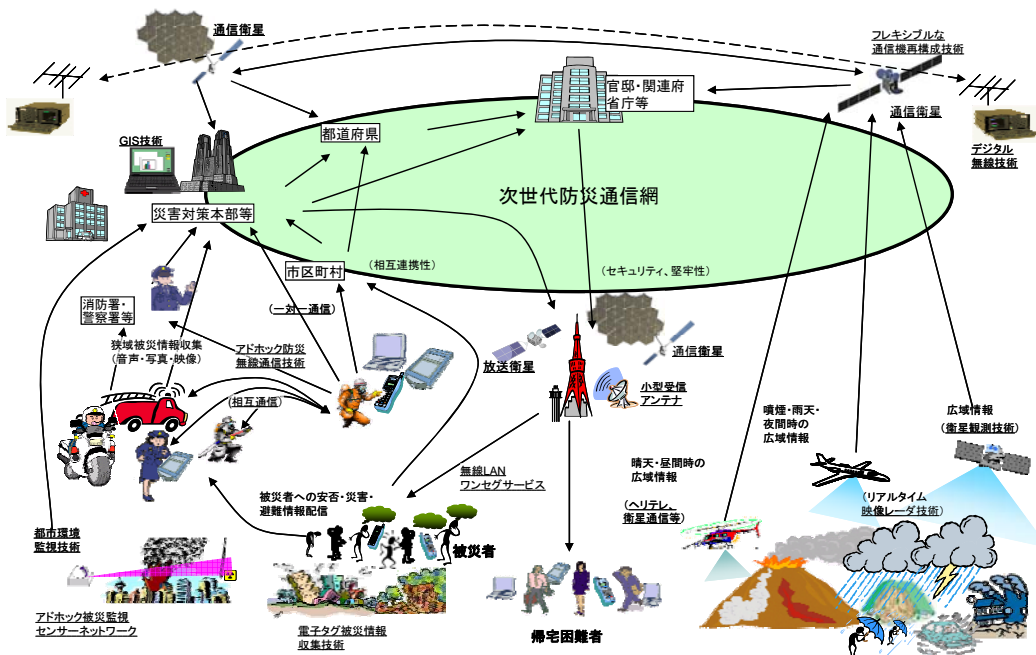 通信衛星
フレキシブルな
通信機再構成技術
官邸・関連府
省庁等
通信衛星
都道府県
デジタル
無線技術
GIS技術
次世代防災通信網
災害対策本部等
市区町村
(相互連携性)
(セキュリティ、堅牢性)
消防署・
警察署等
(一対一通信)
狭域被災情報収集
(音声・写真・映像)
アドホック防災
無線通信技術
放送衛星
通信衛星
小型受信
アンテナ
(相互通信)
噴煙・雨天・
夜間時の
広域情報
広域情報
(衛星観測技術)
無線LAN
ワンセグサービス
晴天・昼間時の
広域情報
(ヘリテレ、
衛星通信等)
(リアルタイム
映像レーダ技術)
被災者への安否・災害・
避難情報配信
被災者
都市環境
監視技術
アドホック被災監視
センサーネットワーク
電子タグ被災情報
収集技術
帰宅困難者